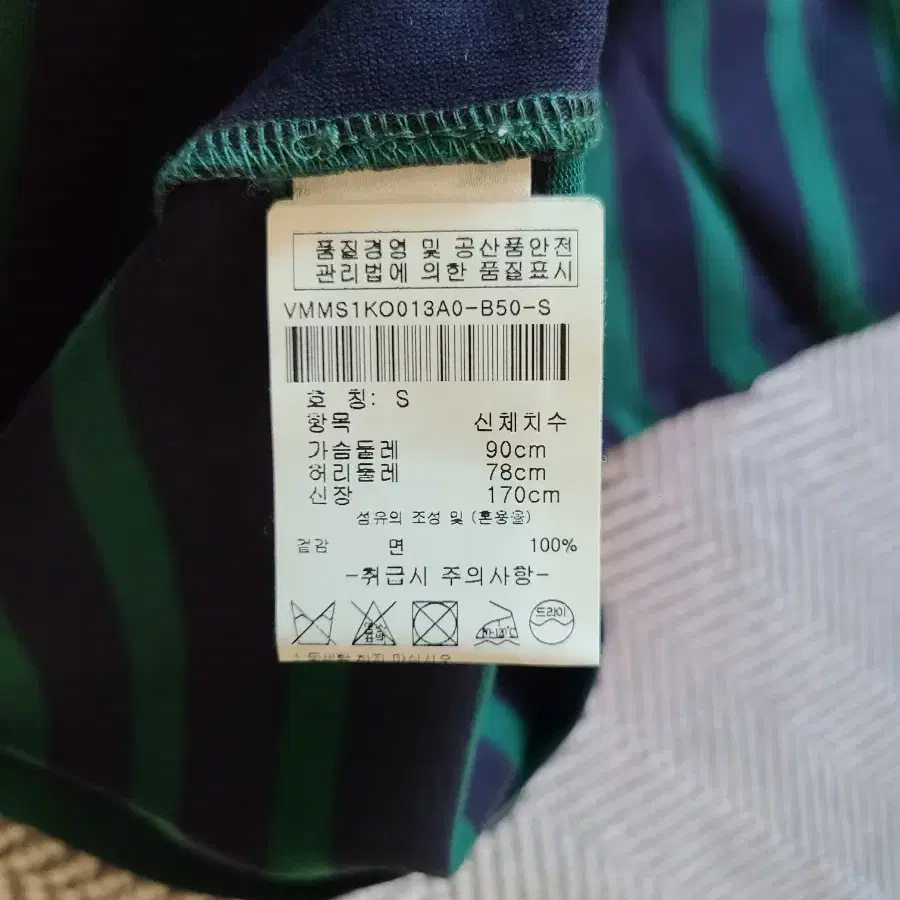 품질경영 및 공산품안전
관리법에 의한 품질표시
VMMS1KO013A0-B50-S
호 칭: S
항목 신체치수
가슴둘레 90cm
허리둘레 78cm
신장 170cm
섬유의 조성 및 (혼용율)
겉감 면 100%
-취급시 주의사항-
드라이